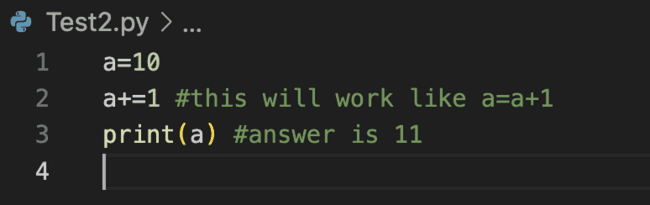 Test2.py > ...
1 a=10
2 a+=1 #this will work like a=a+1
3 print(a) #answer is 11
4